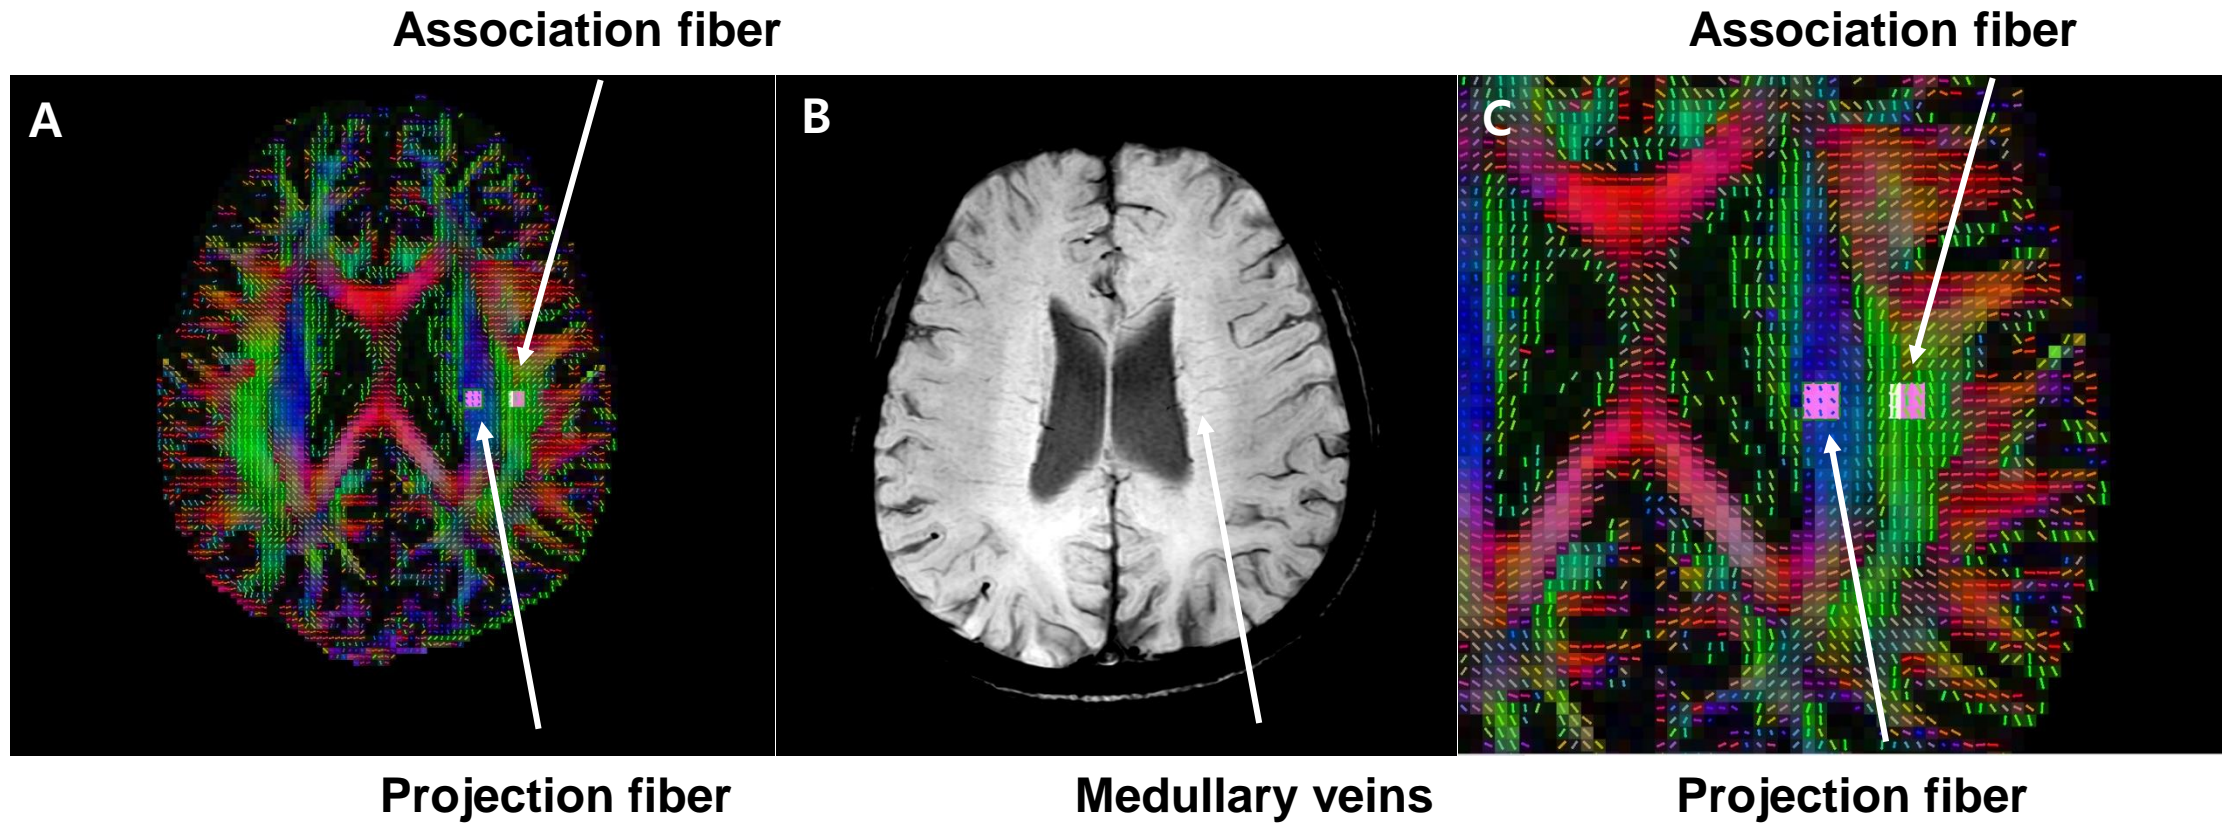 Association fiber
Association fiber
A
B
C
Projection fiber
Medullary veins
Projection fiber